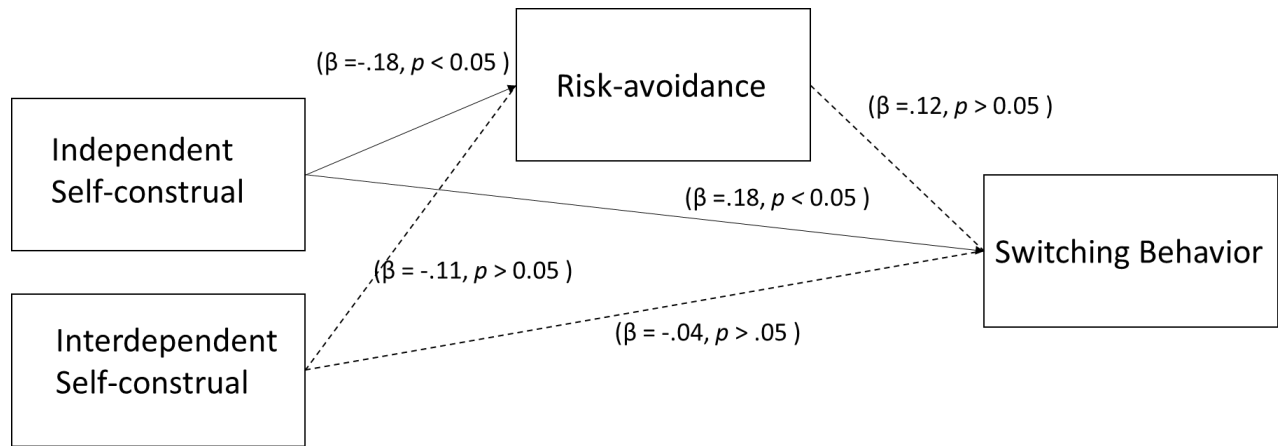 (β =-.18, p < 0.05 )
Risk-avoidance
(β =.12, p > 0.05 )
Independent
Self-construal
(β =.18, p < 0.05 )
Switching Behavior
(β = -.11, p > 0.05 )
Interdependent
Self-construal
(β = -.04, p > .05 )